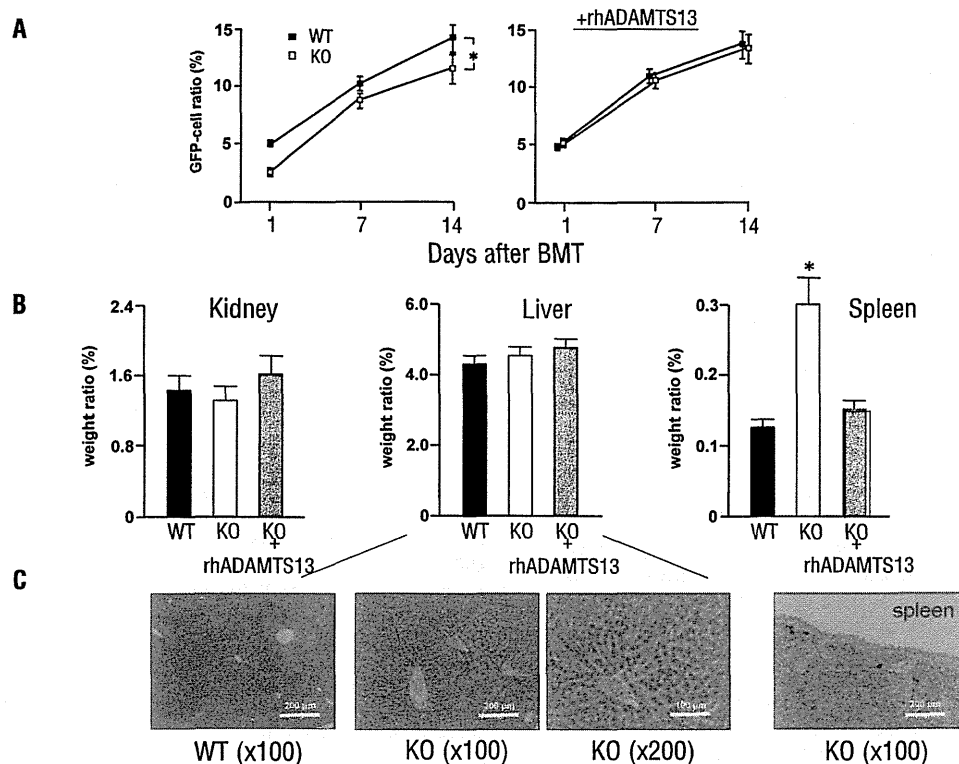 A
GFP-cell ratio (%)
15
10
5
0
WT
KO
*
1
7
14
+rhADAMTS13
15
10
5
0
1
7
14
Days after BMT
B
Kidney
weight ratio (%)
2.4
1.6
0.8
0
WT
KO
KO
+
rhADAMTS13
Liver
weight ratio (%)
6.0
4.0
2.0
0.0
WT
KO
KO
+
rhADAMTS13
Spleen
weight ratio (%)
0.3
0.2
0.1
0
*
WT
KO
KO
+
rhADAMTS13
C
200 μm
200 μm
100 μm
spleen
200 μm
WT (x100)
KO (x100)
KO (x200)
KO (x100)